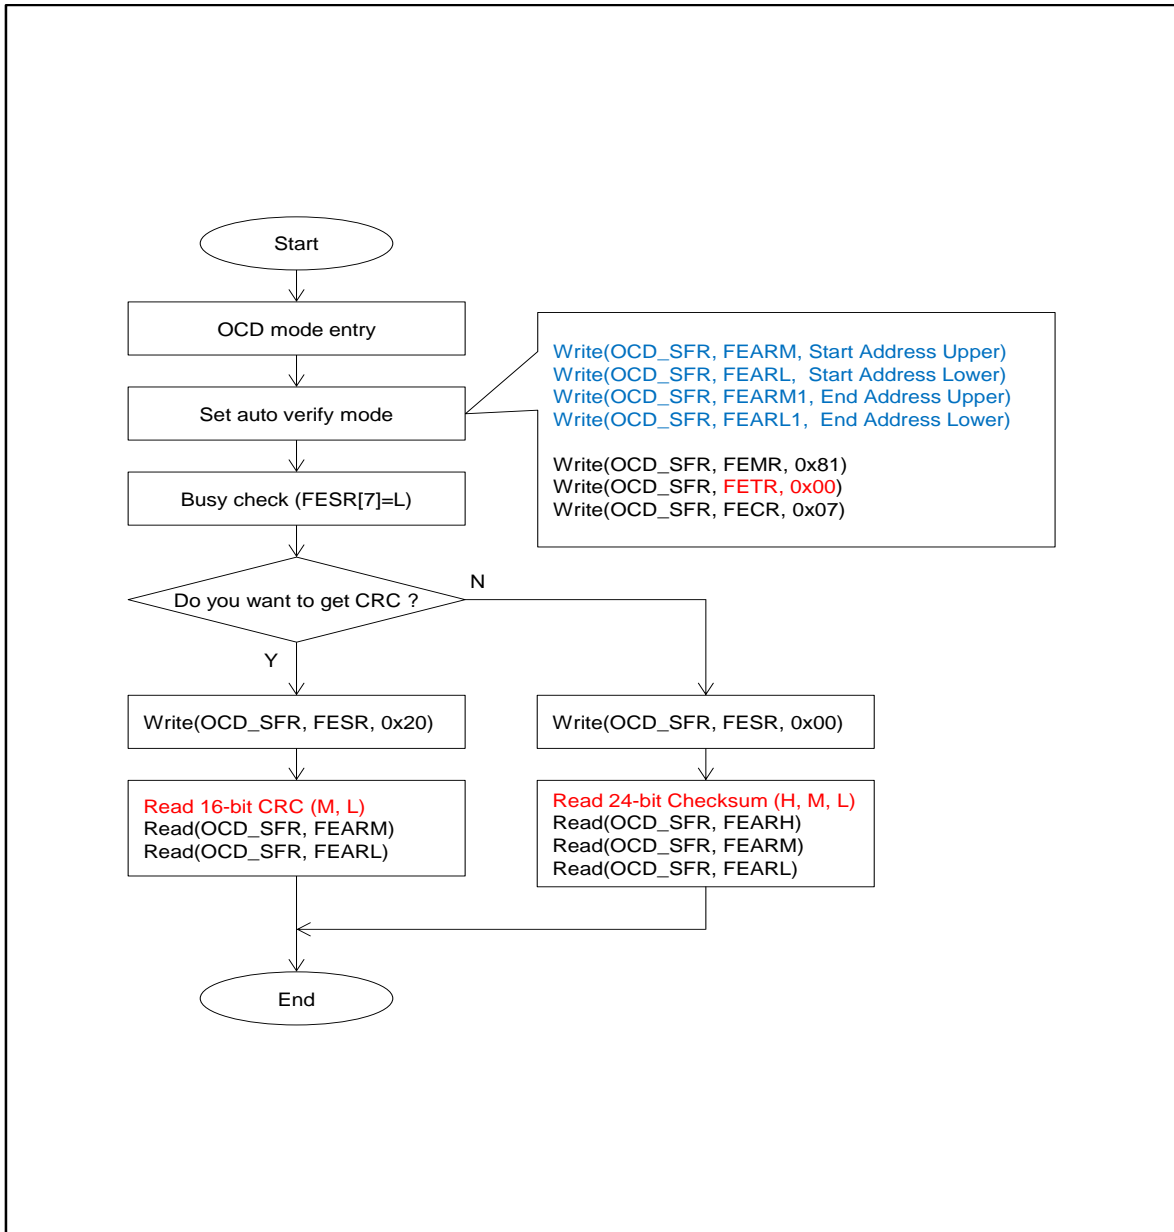 Start
OCD mode entry
Set auto verify mode
Write(OCD_SFR, FEARM, Start Address Upper)
Write(OCD_SFR, FEARL,  Start Address Lower)
Write(OCD_SFR, FEARM1, End Address Upper)
Write(OCD_SFR, FEARL1,  End Address Lower)
Write(OCD_SFR, FEMR, 0x81)
Write(OCD_SFR, FETR, 0x00)
Write(OCD_SFR, FECR, 0x07)
Busy check (FESR[7]=L)
Do you want to get CRC ?
N
Y
Write(OCD_SFR, FESR, 0x20)
Read 16-bit CRC (M, L)
Read(OCD_SFR, FEARM)
Read(OCD_SFR, FEARL)
Write(OCD_SFR, FESR, 0x00)
Read 24-bit Checksum (H, M, L)
Read(OCD_SFR, FEARH)
Read(OCD_SFR, FEARM)
Read(OCD_SFR, FEARL)
End